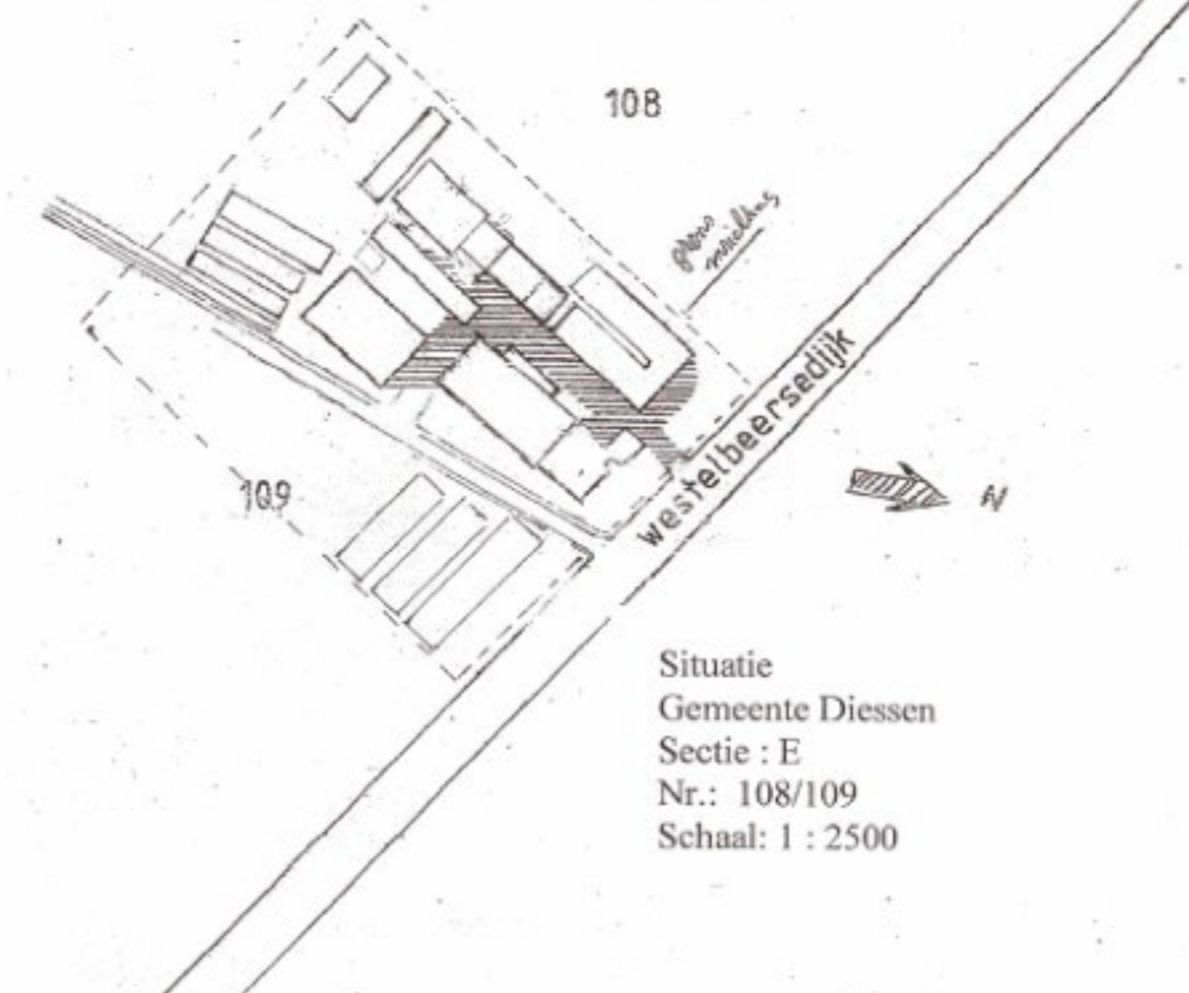 108
westelbeersedijk
N
109
Situatie
Gemeente Diessen
Sectie : E
Nr.: 108/109
Schaal: 1 : 2500